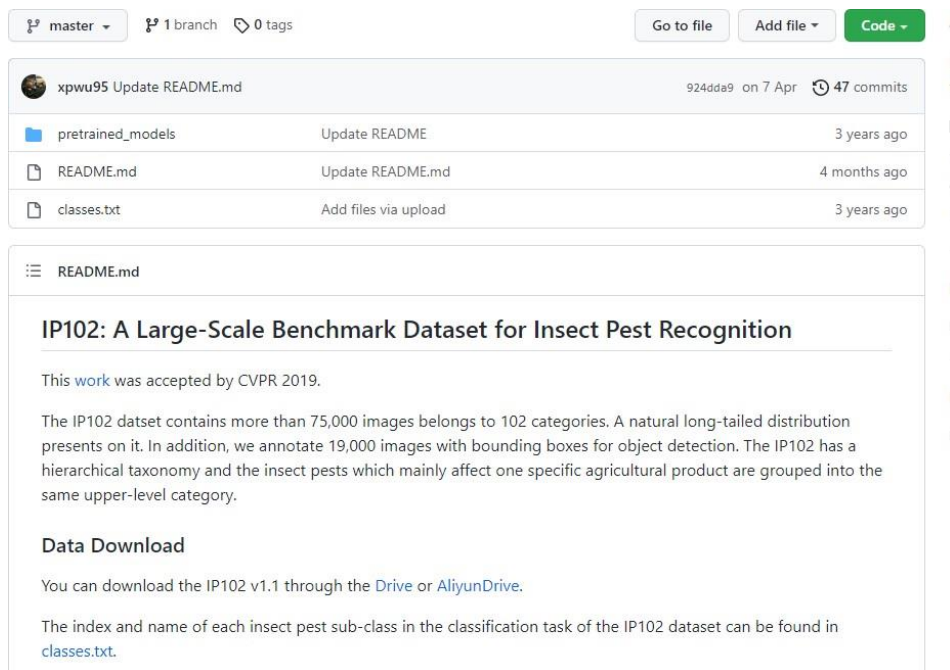 master 1 branch 0 tags Go to file Add file Code
xpwu95 Update README.md 924dda9 on 7 Apr 47 commits
pretrained_models Update README 3 years ago
README.md Update README.md 4 months ago
classes.txt Add files via upload 3 years ago
README.md
IP102: A Large-Scale Benchmark Dataset for Insect Pest Recognition
This work was accepted by CVPR 2019.
The IP102 datset contains more than 75,000 images belongs to 102 categories. A natural long-tailed distribution
presents on it. In addition, we annotate 19,000 images with bounding boxes for object detection. The IP102 has a
hierarchical taxonomy and the insect pests which mainly affect one specific agricultural product are grouped into the
same upper-level category.
Data Download
You can download the IP102 v1.1 through the Drive or AliyunDrive.
The index and name of each insect pest sub-class in the classification task of the IP102 dataset can be found in
classes.txt.